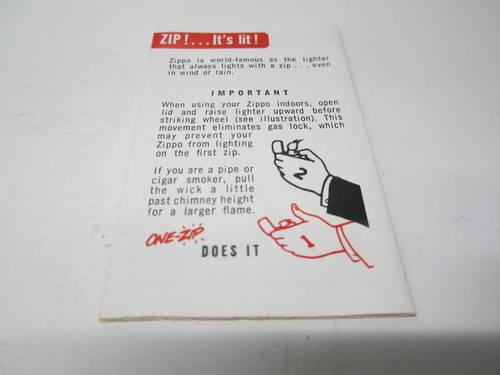 ZIP!...It's lit!
Zippo is world-famous as the lighter
that always lights with a zip...even
in wind or rain.
IMPORTANT
When using your Zippo indoors, open
lid and raise lighter upward before
striking wheel (see illustration). This
movement eliminates gas lock, which
may prevent your
Zippo from lighting
on the first zip.
2
If you are a pipe or
cigar smoker, pull
the wick a little
past chimney height
for a larger flame.
1
ONE-ZIP
DOES IT